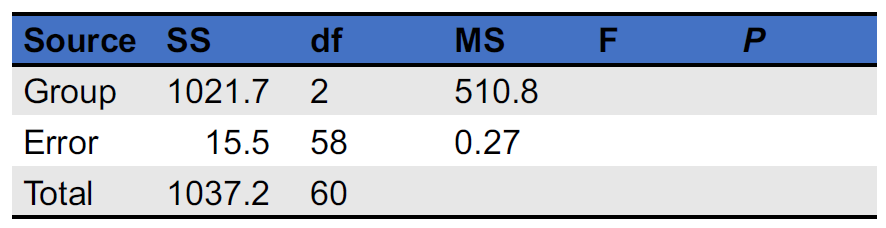 Source SS df MS F P
Group 1021.7 2 510.8
Error 15.5 58 0.27
Total 1037.2 60